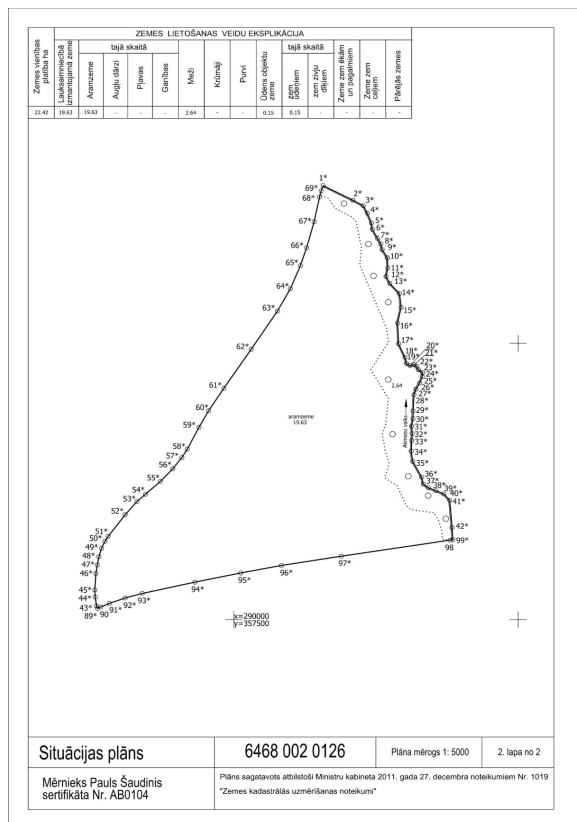 ZEMES LIETOŠANAS VEIDU EKSPLIKĀCIJA
Zemes vienības platība ha
Lauksaimniecībā izmantojamā zeme
tajā skaitā
Aramzeme
Augļu dārzi
Pļavas
Ganības
Meži
Krūmāji
Purvi
Ūdens objektu zeme
tajā skaitā
zem ūdeņiem
zem zivju dīķiem
Zeme zem ēkām un pagalmiem
Zeme zem ceļiem
Pārējās zemes
22.42 19.63 19.63 - - - 2.64 - - 0.15 0.15 - - - -
1*
69*
68*
2*
3*
4*
5*
6*
7*
8*
9*
10*
11*
12*
13*
14*
15*
16*
17*
18*
19*
20*
21*
22*
23*
24*
25*
26*
27*
28*
29*
30*
31*
32*
33*
34*
35*
36*
37*
38*
39*
40*
41*
42*
99*
98
97*
96*
95*
94*
93*
92*
91*
90
89*
43*
44*
45*
46*
47*
48*
49*
50*
51*
52*
53*
54*
55*
56*
57*
58*
59*
60*
61*
62*
63*
64*
65*
66*
67*
2.64
aramzeme
19.63
x=290000
y=357500
Situācijas plāns
6468 002 0126
Plāna mērogs 1: 5000
2. lapa no 2
Mērnieks Pauls Šaudinis
sertifikāta Nr. AB0104
Plāns sagatavots atbilstoši Ministru kabineta 2011. gada 27. decembra noteikumiem Nr. 1019
"Zemes kadastrālās uzmērīšanas noteikumi"